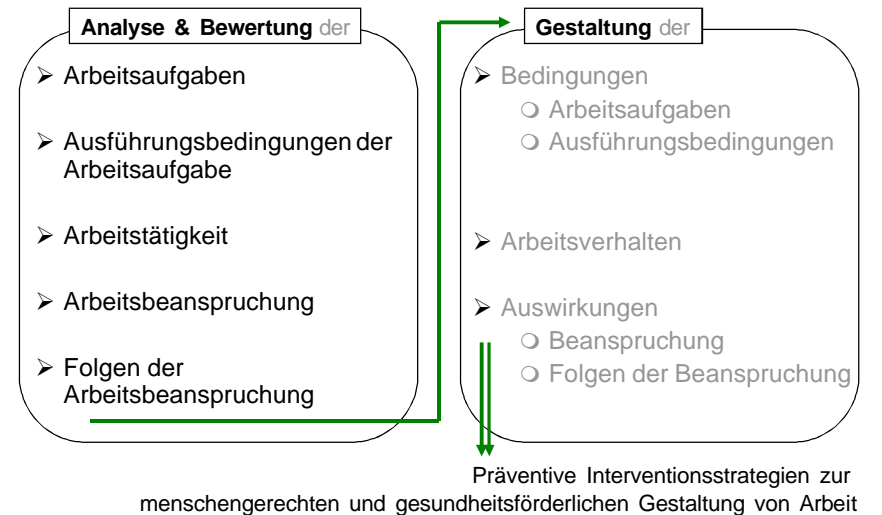 Analyse & Bewertung der
➢ Arbeitsaufgaben
➢ Ausführungsbedingungen der
Arbeitsaufgabe
➢ Arbeitstätigkeit
➢ Arbeitsbeanspruchung
➢ Folgen der
Arbeitsbeanspruchung
Gestaltung der
➢ Bedingungen
❍ Arbeitsaufgaben
❍ Ausführungsbedingungen
➢ Arbeitsverhalten
➢ Auswirkungen
❍ Beanspruchung
❍ Folgen der Beanspruchung
Präventive Interventionsstrategien zur
menschengerechten und gesundheitsförderlichen Gestaltung von Arbeit